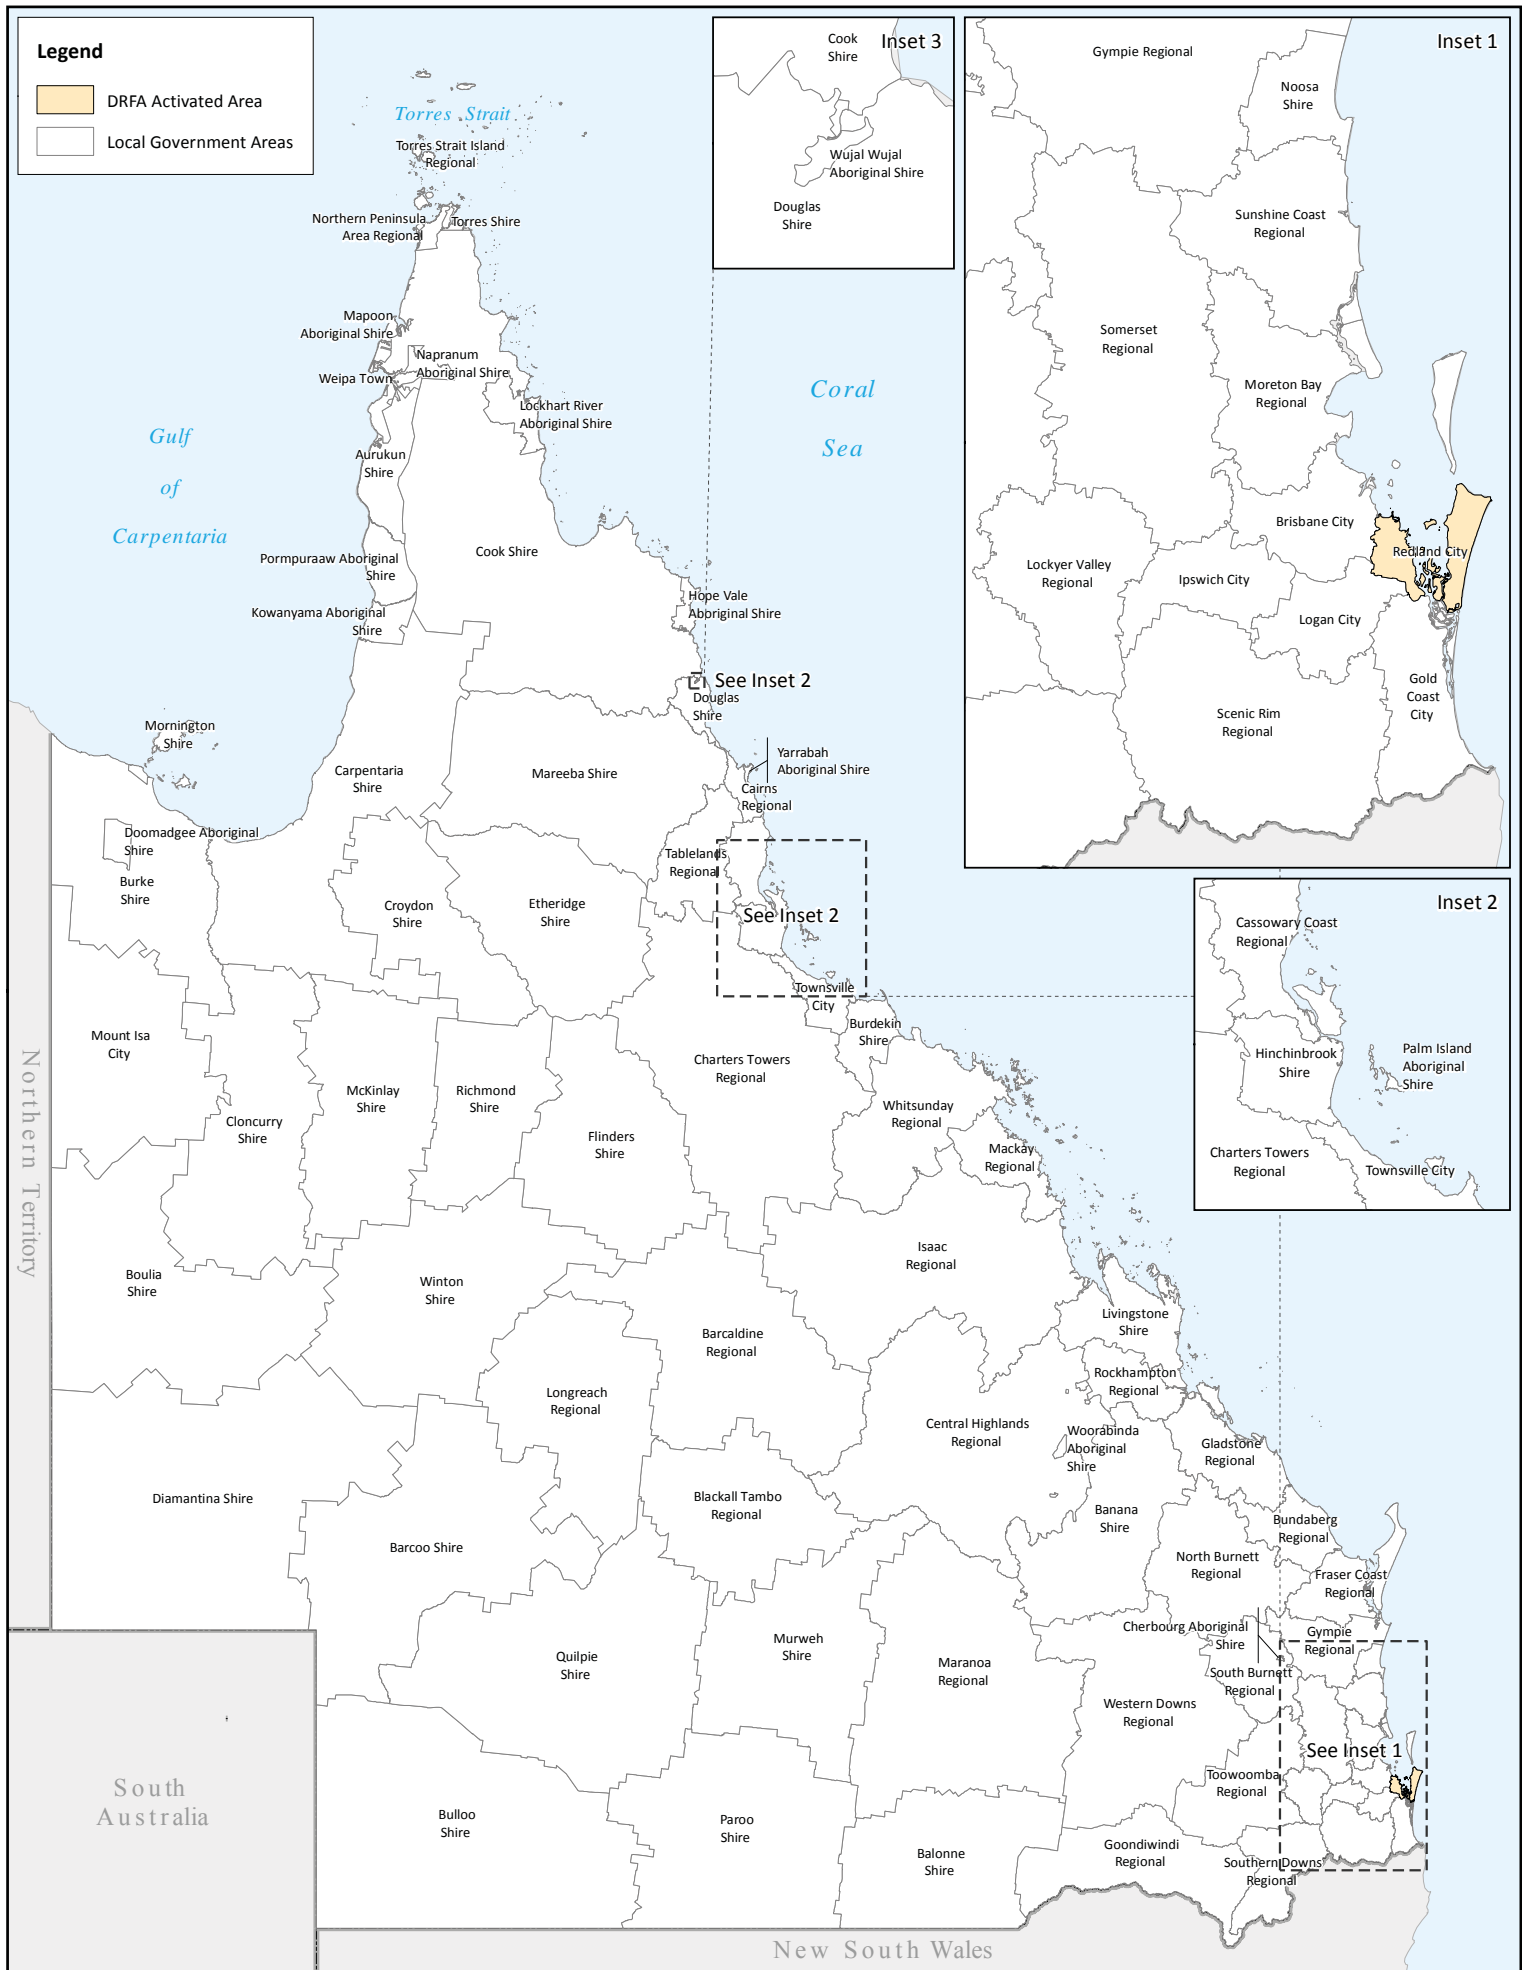 Legend
DRFA Activated Area
Local Government Areas
Inset 3
Cook
Shire
Wujal Wujal
Aboriginal Shire
Douglas
Shire
Inset 1
Gympie Regional
Noosa
Shire
Sunshine Coast
Regional
Somerset
Regional
Moreton Bay
Regional
Brisbane City
Redland City
Lockyer Valley
Regional
Ipswich City
Logan City
Gold
Coast
City
Scenic Rim
Regional
Inset 2
Cassowary Coast
Regional
Hinchinbrook
Shire
Palm Island
Aboriginal
Shire
Charters Towers
Regional
Townsville City
Torres Strait
Torres Strait Island
Regional
Northern Peninsula
Area Regional
Torres Shire
Mapoon
Aboriginal Shire
Napranum
Aboriginal Shire
Weipa Town
Lockhart River
Aboriginal Shire
Coral
Sea
Gulf
of
Carpentaria
Aurukun
Shire
Cook Shire
Pormpuraaw Aboriginal
Shire
Kowanyama Aboriginal
Shire
Hope Vale
Aboriginal Shire
See Inset 2
Douglas
Shire
Mornington
Shire
Carpentaria
Shire
Mareeba Shire
Yarrabah
Aboriginal Shire
Cairns
Regional
Doomadgee Aboriginal
Shire
Burke
Shire
Tablelands
Regional
Croydon
Shire
Etheridge
Shire
See Inset 2
Townsville
City
Burdekin
Shire
Mount Isa
City
Charters Towers
Regional
McKinlay
Shire
Richmond
Shire
Cloncurry
Shire
Flinders
Shire
Whitsunday
Regional
Mackay
Regional
Northern Territory
Boulia
Shire
Winton
Shire
Isaac
Regional
Livingstone
Shire
Barcaldine
Regional
Rockhampton
Regional
Longreach
Regional
Central Highlands
Regional
Woorabinda
Aboriginal
Shire
Gladstone
Regional
Diamantina Shire
Blackall Tambo
Regional
Banana
Shire
Bundaberg
Regional
Barcoo Shire
North Burnett
Regional
Fraser Coast
Regional
Cherbourg Aboriginal
Shire
Gympie
Regional
Quilpie
Shire
Murweh
Shire
Maranoa
Regional
South Burnett
Regional
Western Downs
Regional
See Inset 1
Toowoomba
Regional
South
Australia
Bulloo
Shire
Paroo
Shire
Balonne
Shire
Goondiwindi
Regional
Southern Downs
Regional
New South Wales